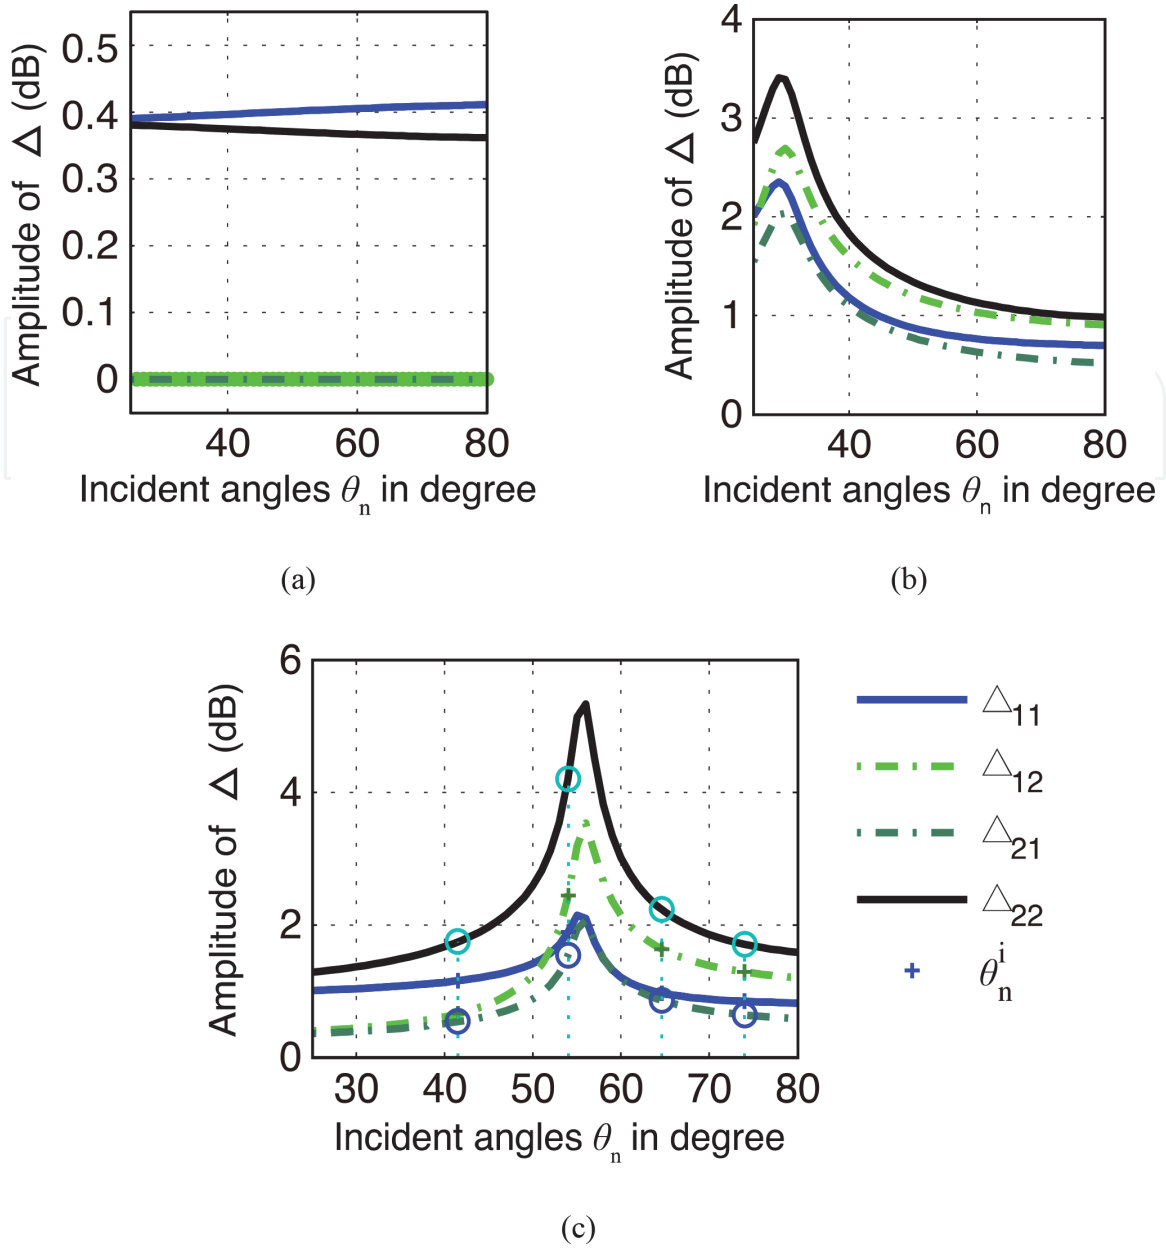 Amplitude of Δ (dB)
0.5
0.4
0.3
0.2
0.1
0
40 60 80
Incident angles θn in degree
(a)
Amplitude of Δ (dB)
4
3
2
1
0
40 60 80
Incident angles θn in degree
(b)
Amplitude of Δ (dB)
6
4
2
0
30 40 50 60 70 80
Incident angles θn in degree
(c)
△11
△12
△21
△22
θn^i